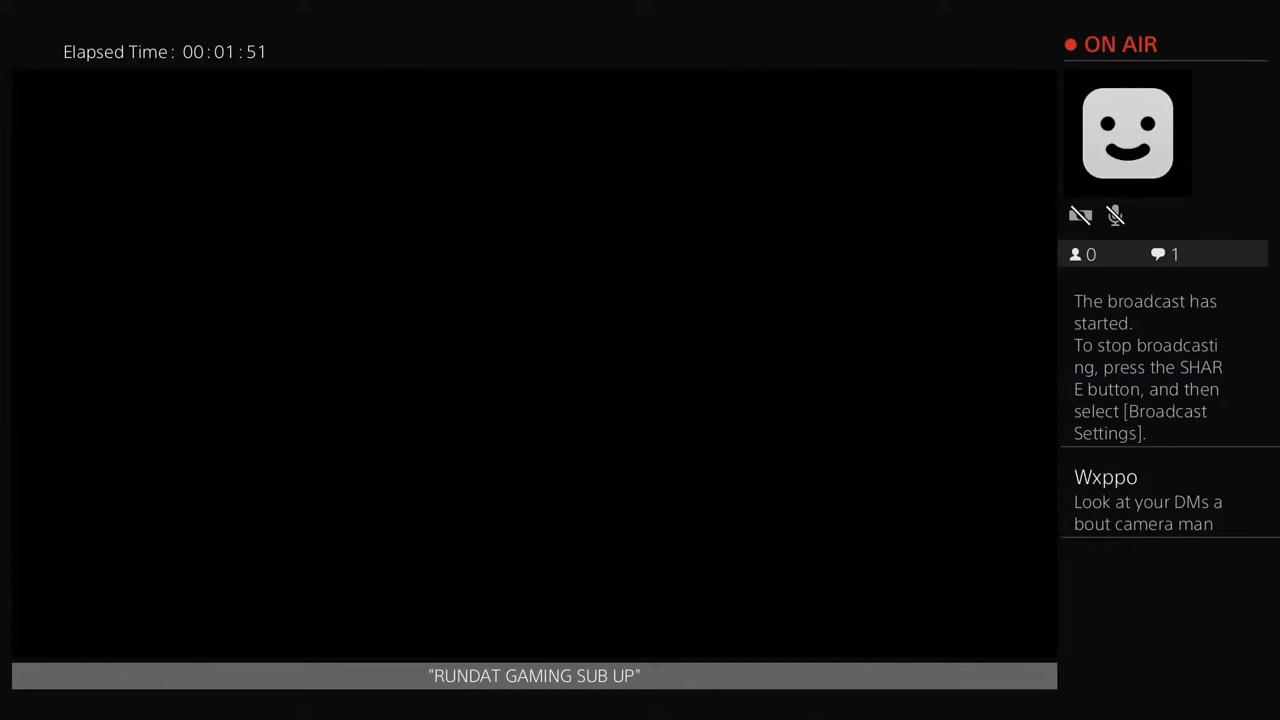 Elapsed Time: 00:01:51
ON AIR
0
1
The broadcast has
started.
To stop broadcasti
ng, press the SHAR
E button, and then
select [Broadcast
Settings].
Wxppo
Look at your DMs a
bout camera man
"RUNDAT GAMING SUB UP"